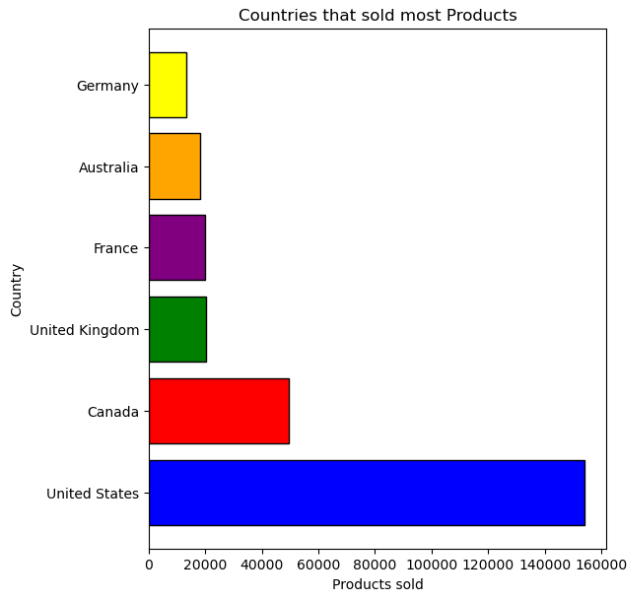 Countries that sold most Products
Country
Germany
Australia
France
United Kingdom
Canada
United States
0 20000 40000 60000 80000 100000 120000 140000 160000
Products sold